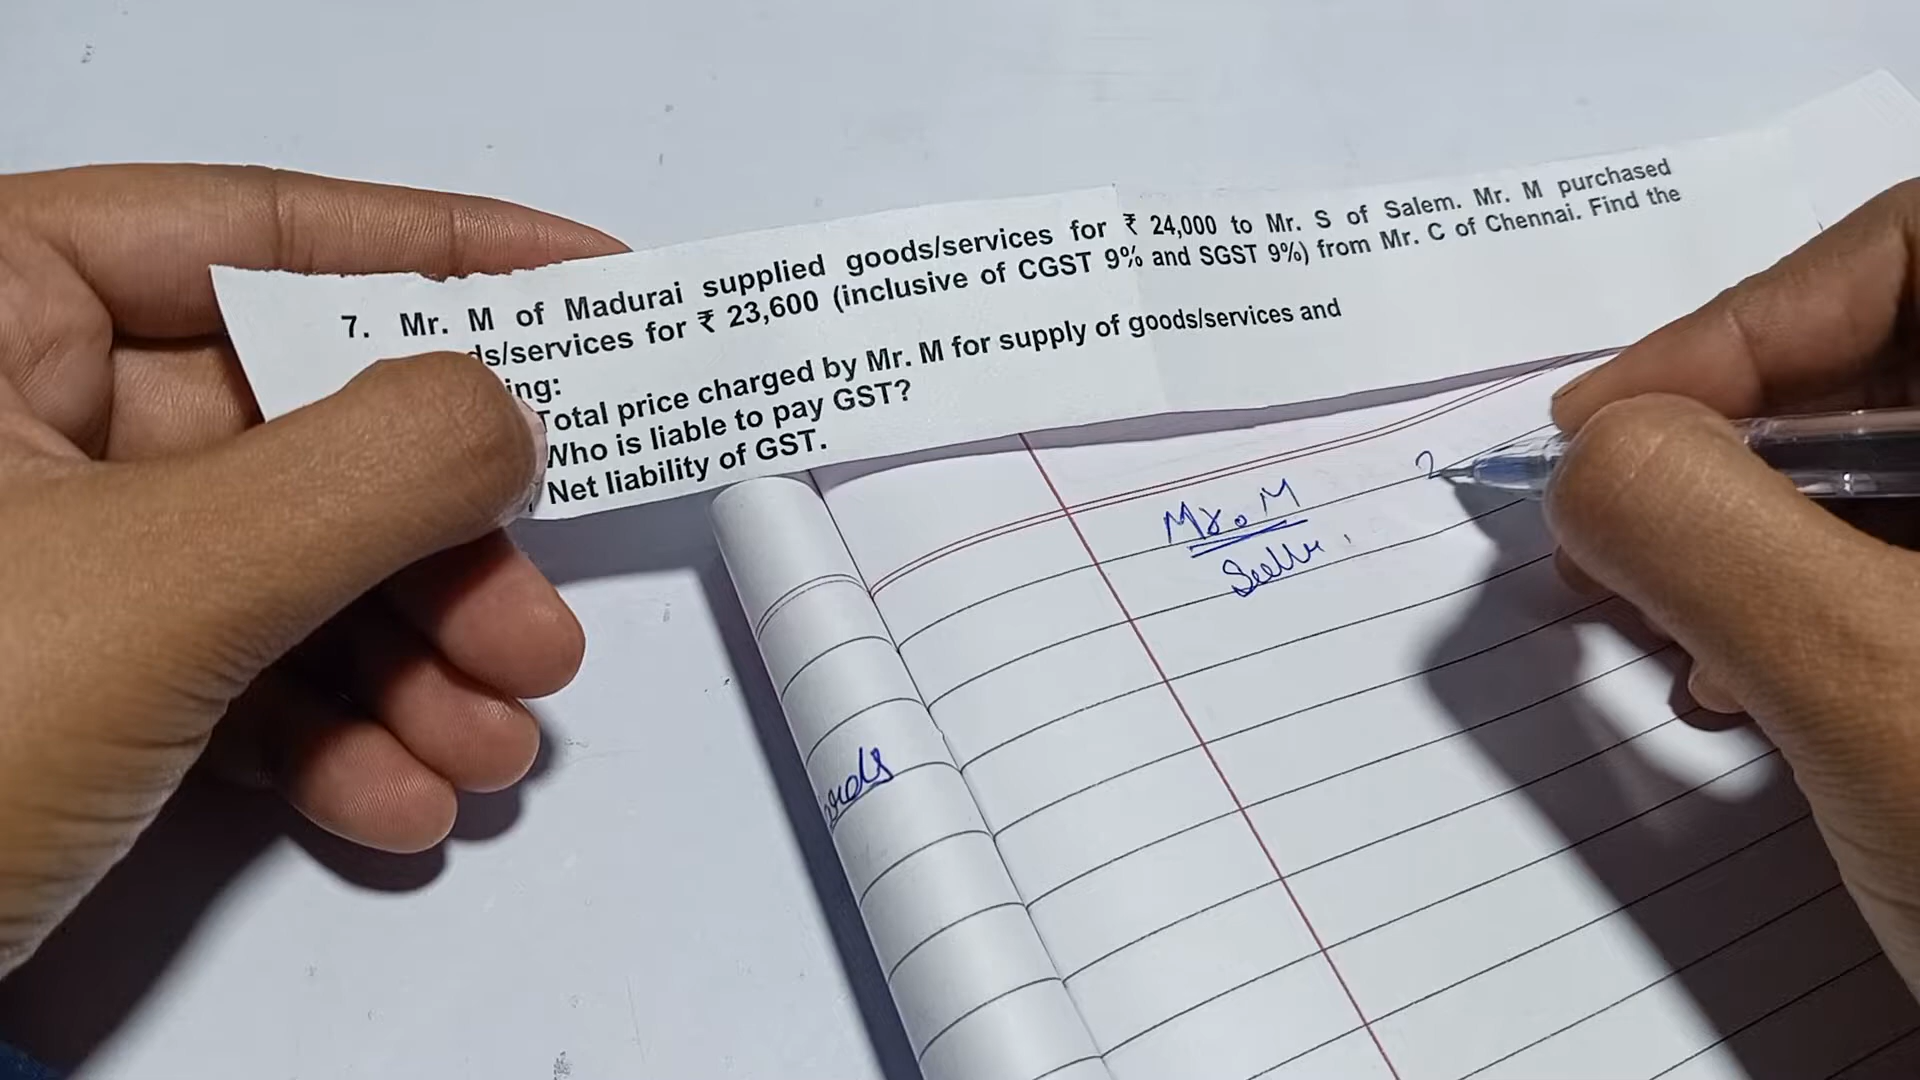 7. Mr. M of Madurai supplied goods/services for ₹ 24,000 to Mr. S of Salem. Mr. M purchased
ds/services for ₹ 23,600 (inclusive of CGST 9% and SGST 9%) from Mr. C of Chennai. Find the
ing:
Total price charged by Mr. M for supply of goods/services and
Who is liable to pay GST?
Net liability of GST.
Mr. M
2